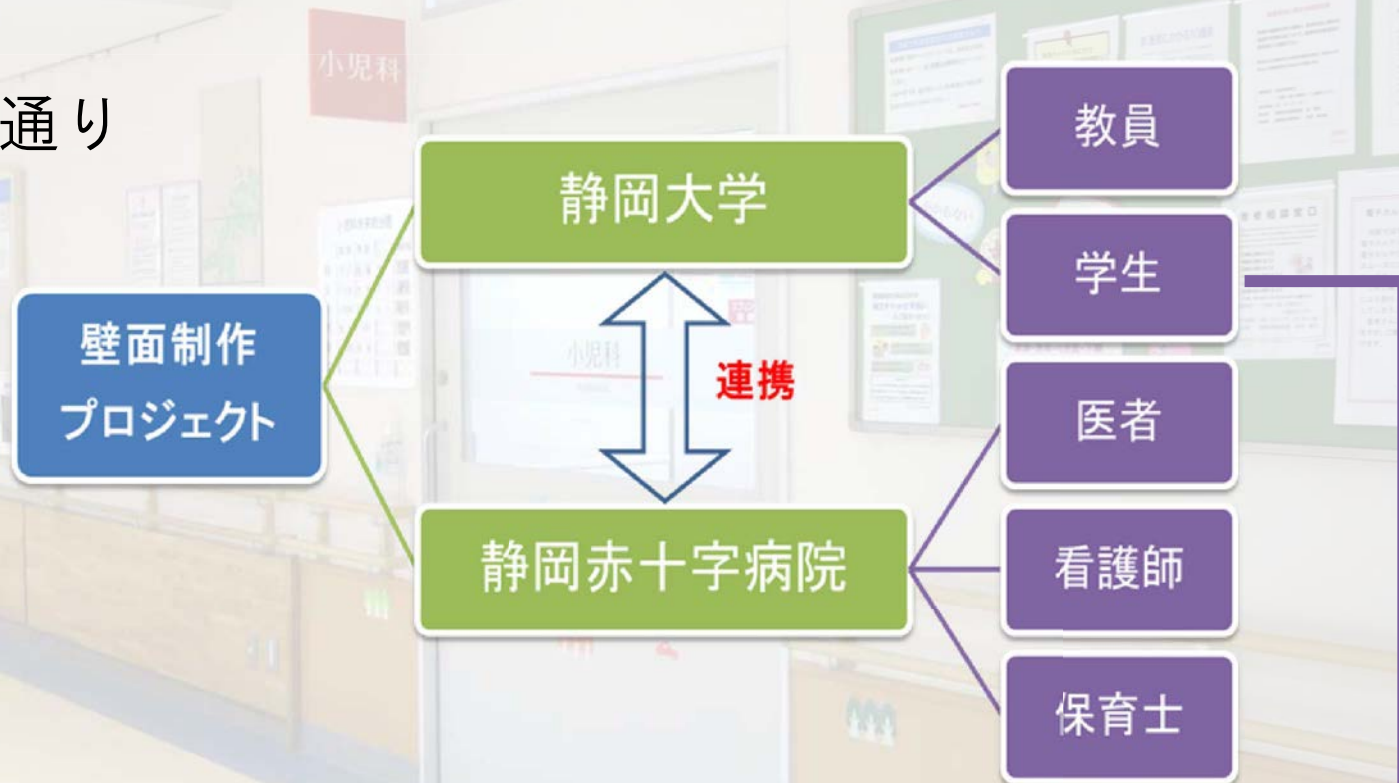 通り
小児科
静岡大学
教員
学生
壁面制作
プロジェクト
小児科
連携
医者
静岡赤十字病院
看護師
保育士